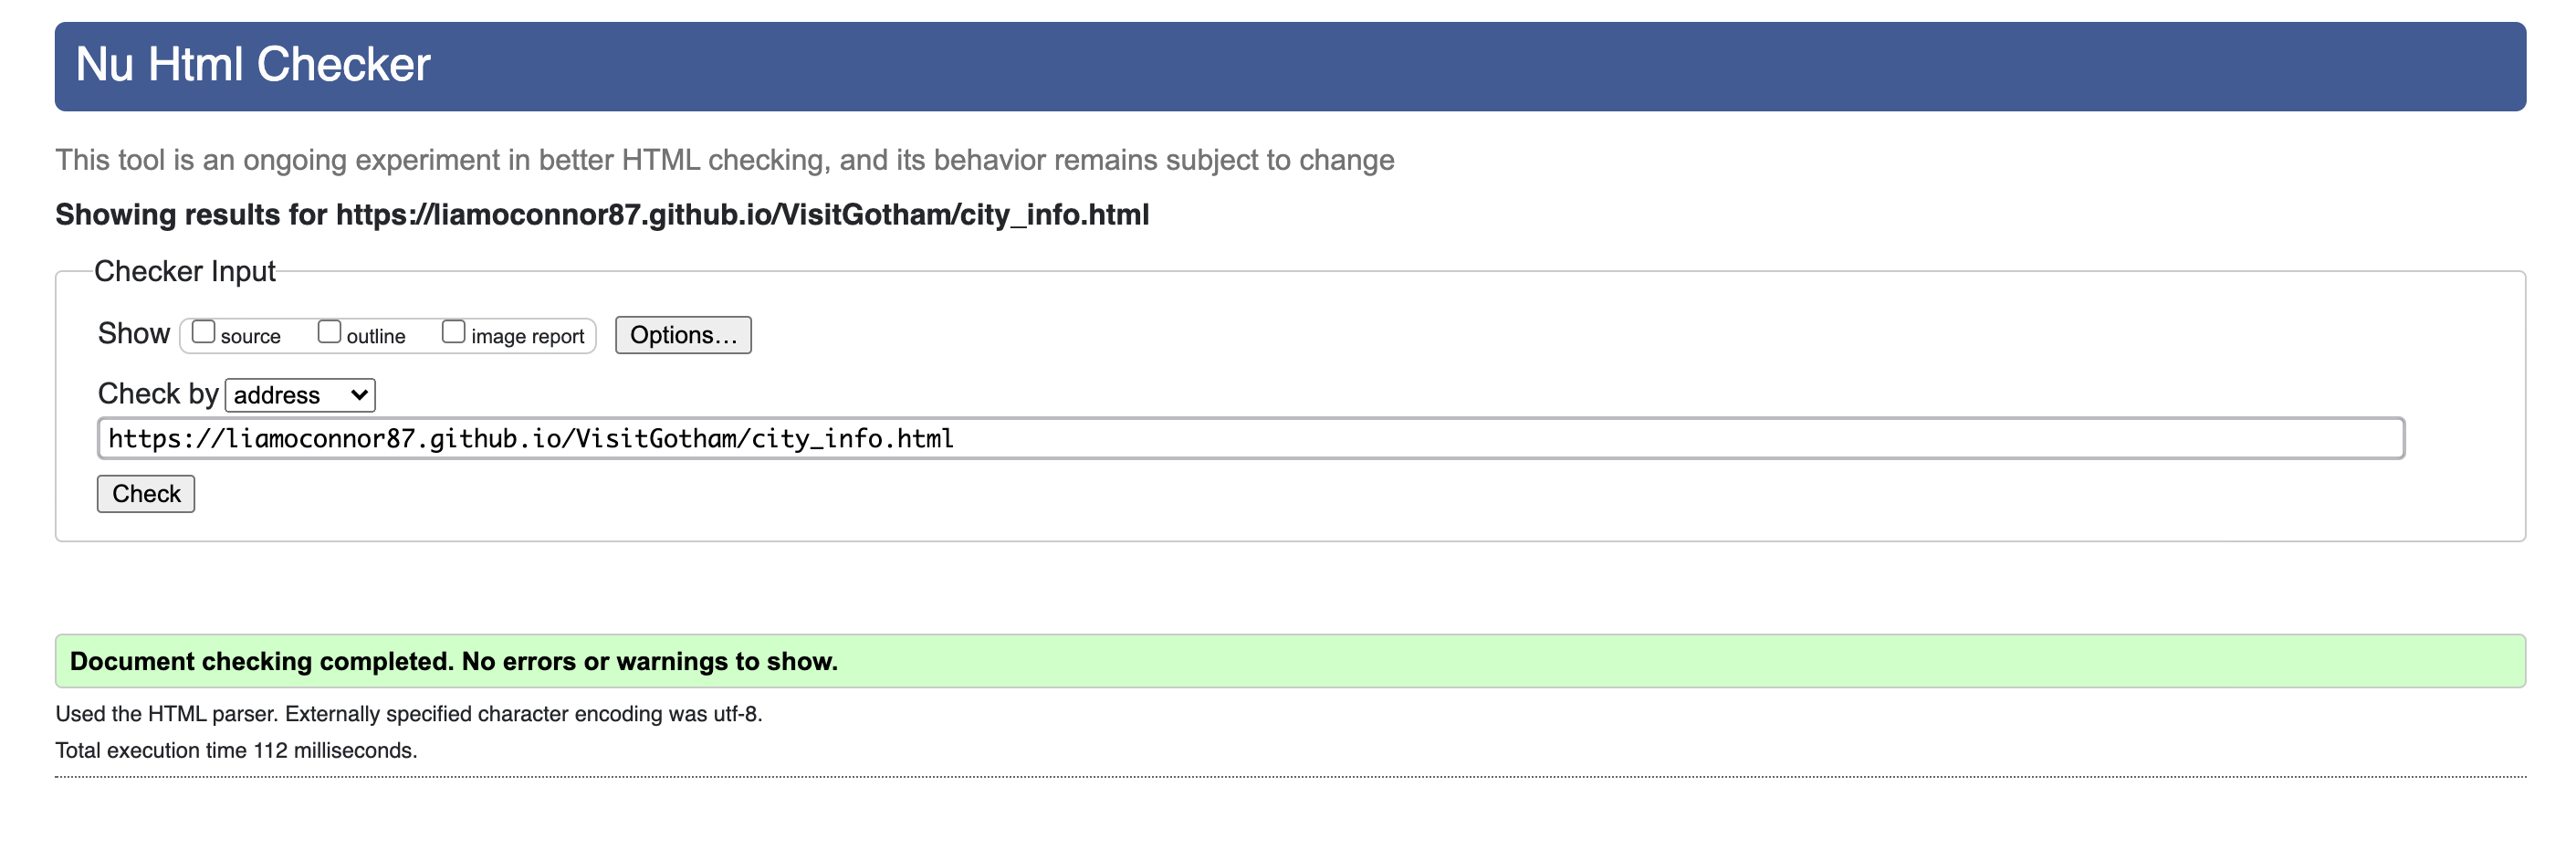 Nu Html Checker
This tool is an ongoing experiment in better HTML checking, and its behavior remains subject to change
Showing results for https://liamoconnor87.github.io/VisitGotham/city_info.html
Checker Input
Show source outline image report Options...
Check by address
https://liamoconnor87.github.io/VisitGotham/city_info.html
Check
Document checking completed. No errors or warnings to show.
Used the HTML parser. Externally specified character encoding was utf-8.
Total execution time 112 milliseconds.